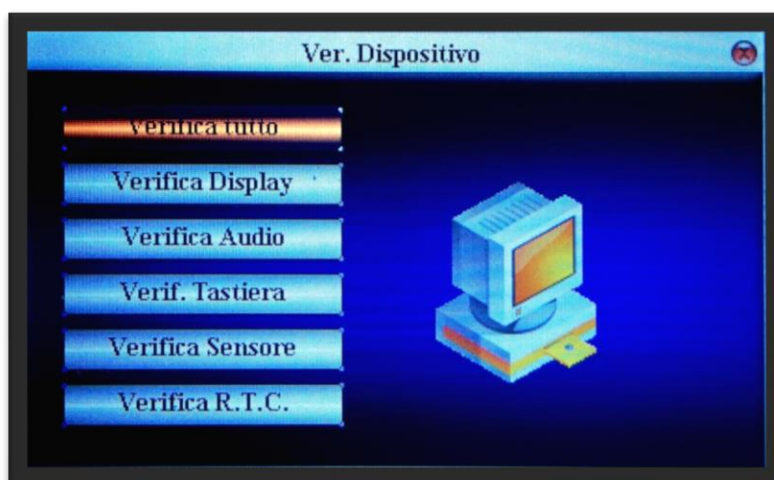 Ver. Dispositivo
Verifica tutto
Verifica Display
Verifica Audio
Verif. Tastiera
Verifica Sensore
Verifica R.T.C.